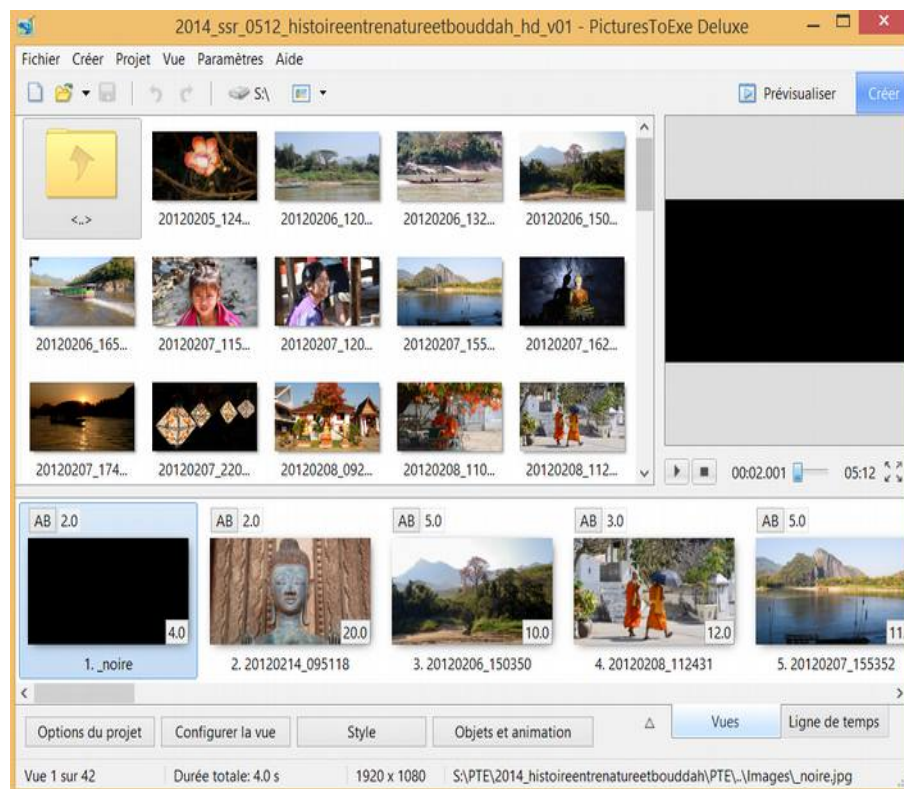 2014_ssr_0512_histoireentrenatureetbouddah_hd_v01 - PicturesToExe Deluxe
Fichier Créer Projet Vue Paramètres Aide
S:\ Prévisualiser Créer
<..> 20120205_124... 20120206_120... 20120206_132... 20120206_150...
20120206_165... 20120207_115... 20120207_120... 20120207_155... 20120207_162...
20120207_174... 20120207_220... 20120208_092... 20120208_110... 20120208_112...
00:02.001 05:12
AB 2.0 AB 2.0 AB 5.0 AB 3.0 AB 5.0
4.0 20.0 10.0 12.0 11.
1. _noire 2. 20120214_095118 3. 20120206_150350 4. 20120208_112431 5. 20120207_155352
Options du projet Configurer la vue Style Objets et animation Vues Ligne de temps
Vue 1 sur 42 Durée totale: 4.0 s 1920 x 1080 S:\PTE\2014_histoireentrenatureetbouddah\PTE\..\Images\_noire.jpg